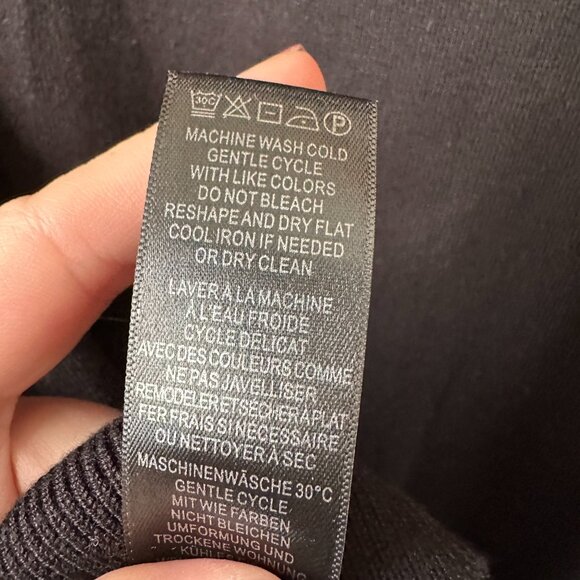 30C P
MACHINE WASH COLD
GENTLE CYCLE
WITH LIKE COLORS
DO NOT BLEACH
RESHAPE AND DRY FLAT
COOL IRON IF NEEDED
OR DRY CLEAN
LAVER A LA MACHINE
À L'EAU FROIDE
CYCLE DELICAT
AVEC DES COULEURS COMME
NE PAS JAVELLISER
REMODELER ET SECHER A PLAT
FER FRAIS SI NECESSAIRE
OU NETTOYER À SEC
MASCHINENWÄSCHE 30°C
GENTLE CYCLE
MIT WIE FARBEN
NICHT BLEICHEN
UMFORMUNG UND
TROCKENE WOHNUNG